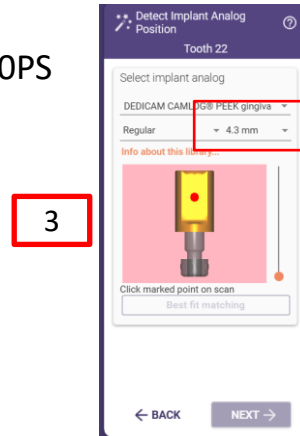 Detect Implant Analog
Position
Tooth 22
0PS
Select implant analog
DEDICAM CAMLOG® PEEK gingiva
Regular 4.3 mm
Info about this library...
3
Click marked point on scan
Best fit matching
← BACK NEXT →